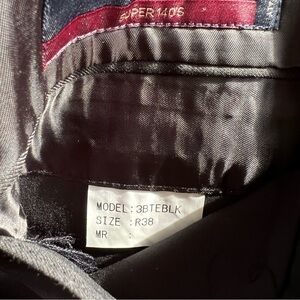 SUPER 140'S
MODEL:3BTEBLK
SIZE :R38
MR :